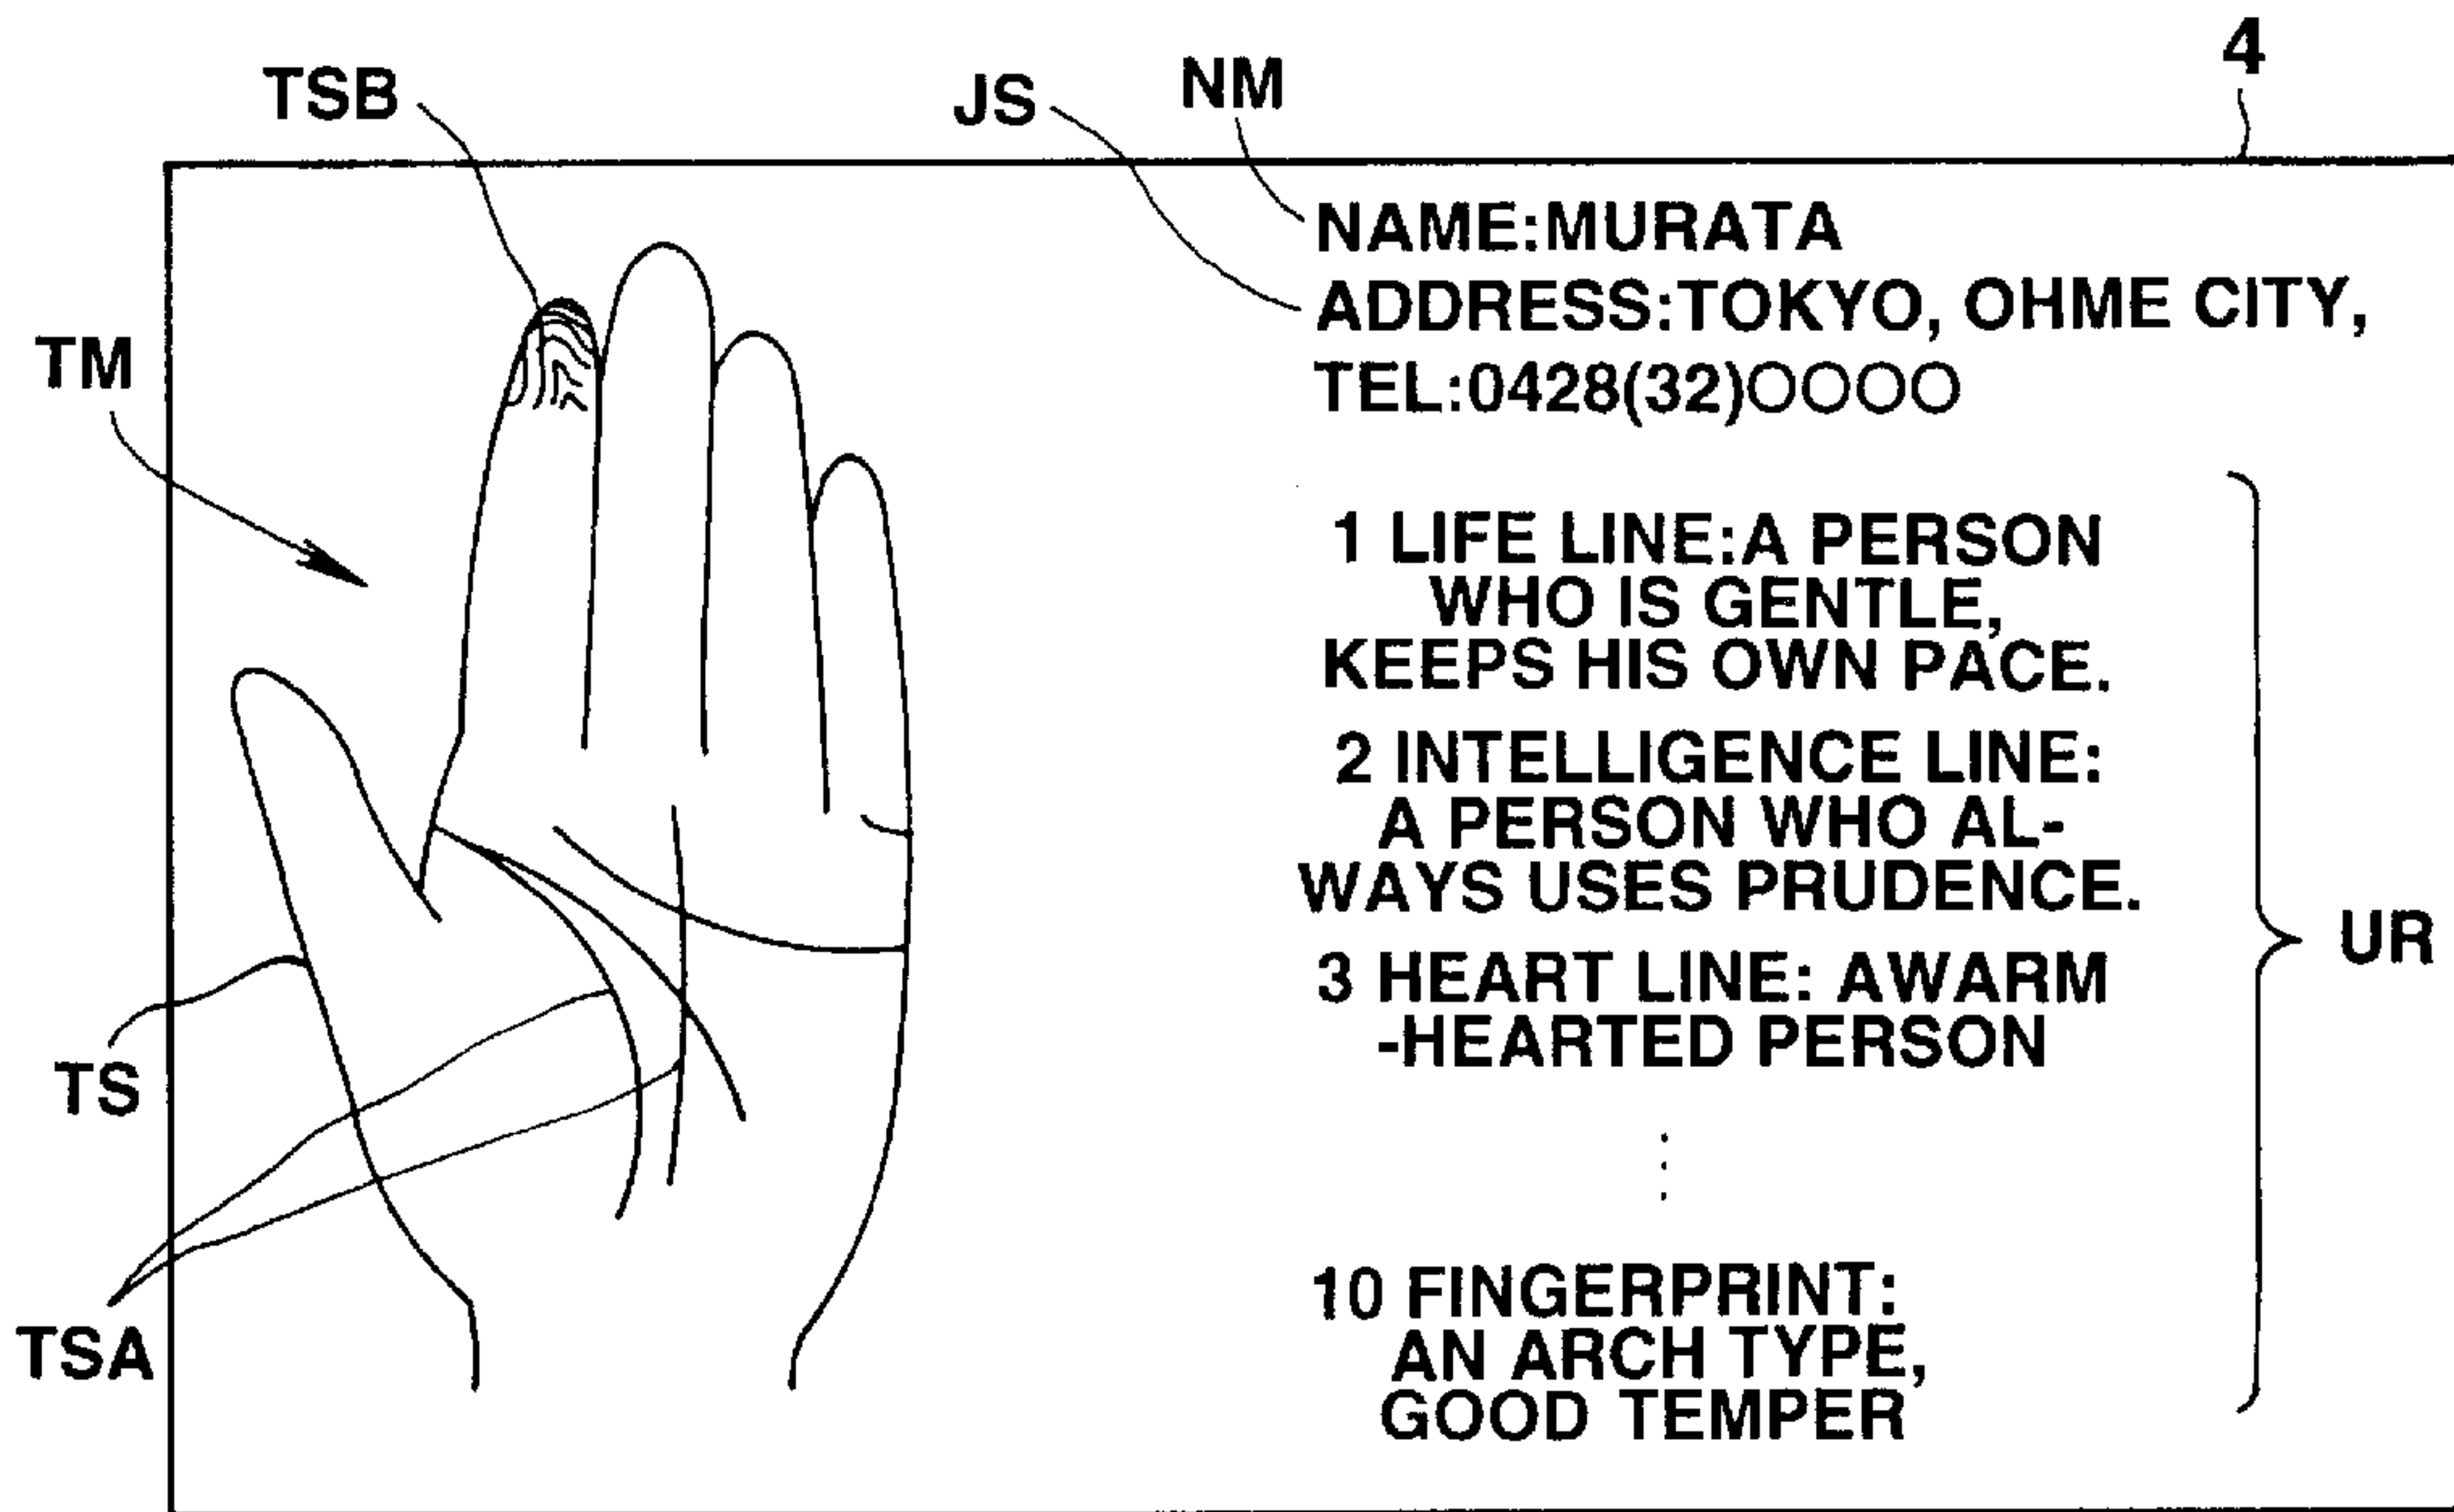 4
TSB
JS
NM
NAME:MURATA
ADDRESS:TOKYO, OHME CITY,
TEL:0428(32)○○○○
TM
1 LIFE LINE:A PERSON
WHO IS GENTLE,
KEEPS HIS OWN PACE.
2 INTELLIGENCE LINE:
A PERSON WHO AL-
WAYS USES PRUDENCE.
3 HEART LINE: AWARM
-HEARTED PERSON
⋮
10 FINGERPRINT:
AN ARCH TYPE,
GOOD TEMPER
UR
TS
TSA